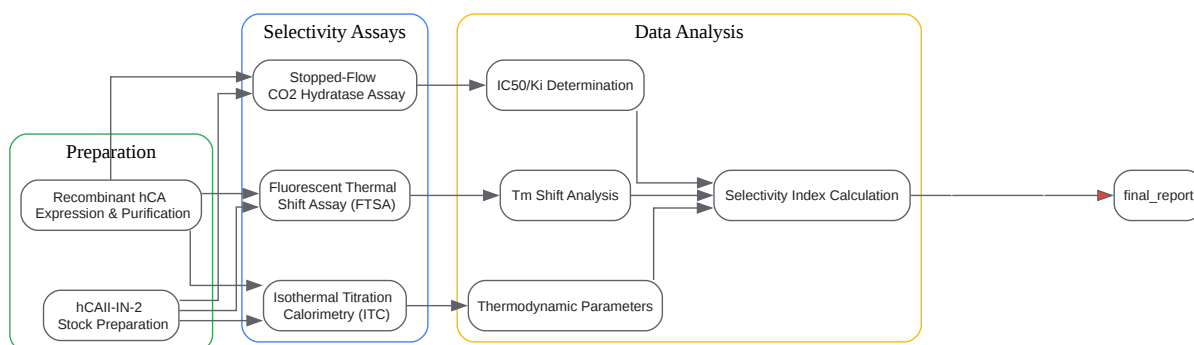 Preparation
Recombinant hCA
Expression & Purification
hCAII-IN-2
Stock Preparation
Selectivity Assays
Stopped-Flow
CO2 Hydratase Assay
Fluorescent Thermal
Shift Assay (FTSA)
Isothermal Titration
Calorimetry (ITC)
Data Analysis
IC50/Ki Determination
Tm Shift Analysis
Thermodynamic Parameters
Selectivity Index Calculation
final_report